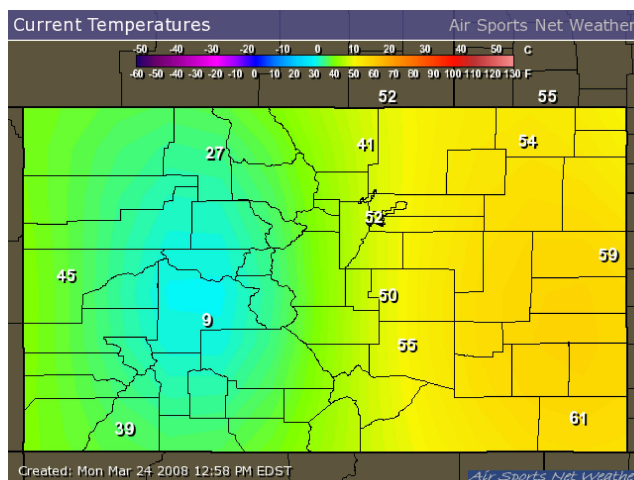 Current Temperatures Air Sports Net Weather
-50 -40 -30 -20 -10 0 10 20 30 40 50 C
-60 -50 -40 -30 -20 -10 0 10 20 30 40 50 60 70 80 90 100 110 120 130 F
52 55
27 41 54
52
59
45
50
9
55
61
39
Created: Mon Mar 24 2008 12:58 PM EDST
Air Sports Net Weathe